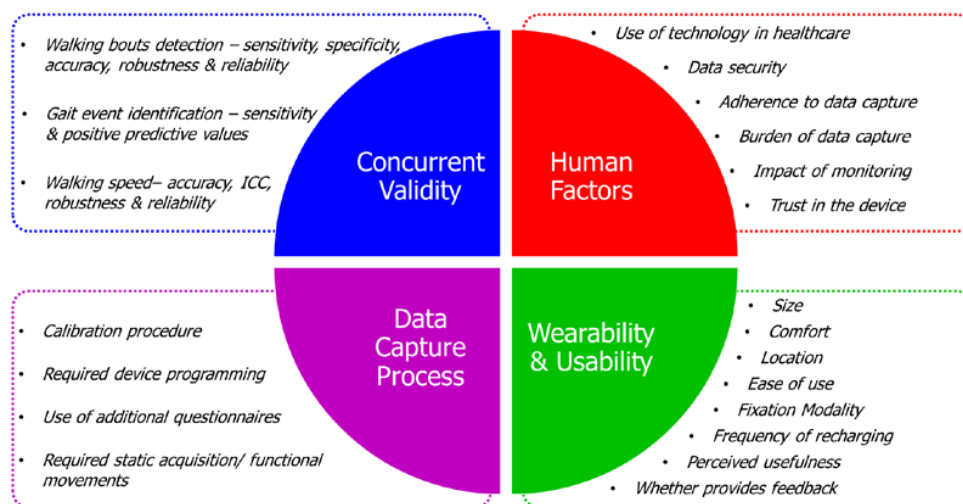 • Walking bouts detection – sensitivity, specificity,
accuracy, robustness & reliability
• Gait event identification – sensitivity
& positive predictive values
• Walking speed– accuracy, ICC,
robustness & reliability
Concurrent
Validity
Human
Factors
• Use of technology in healthcare
• Data security
• Adherence to data capture
• Burden of data capture
• Impact of monitoring
• Trust in the device
• Calibration procedure
• Required device programming
• Use of additional questionnaires
• Required static acquisition/ functional
movements
Data
Capture
Process
Wearability
& Usability
• Size
• Comfort
• Location
• Ease of use
• Fixation Modality
• Frequency of recharging
• Perceived usefulness
• Whether provides feedback